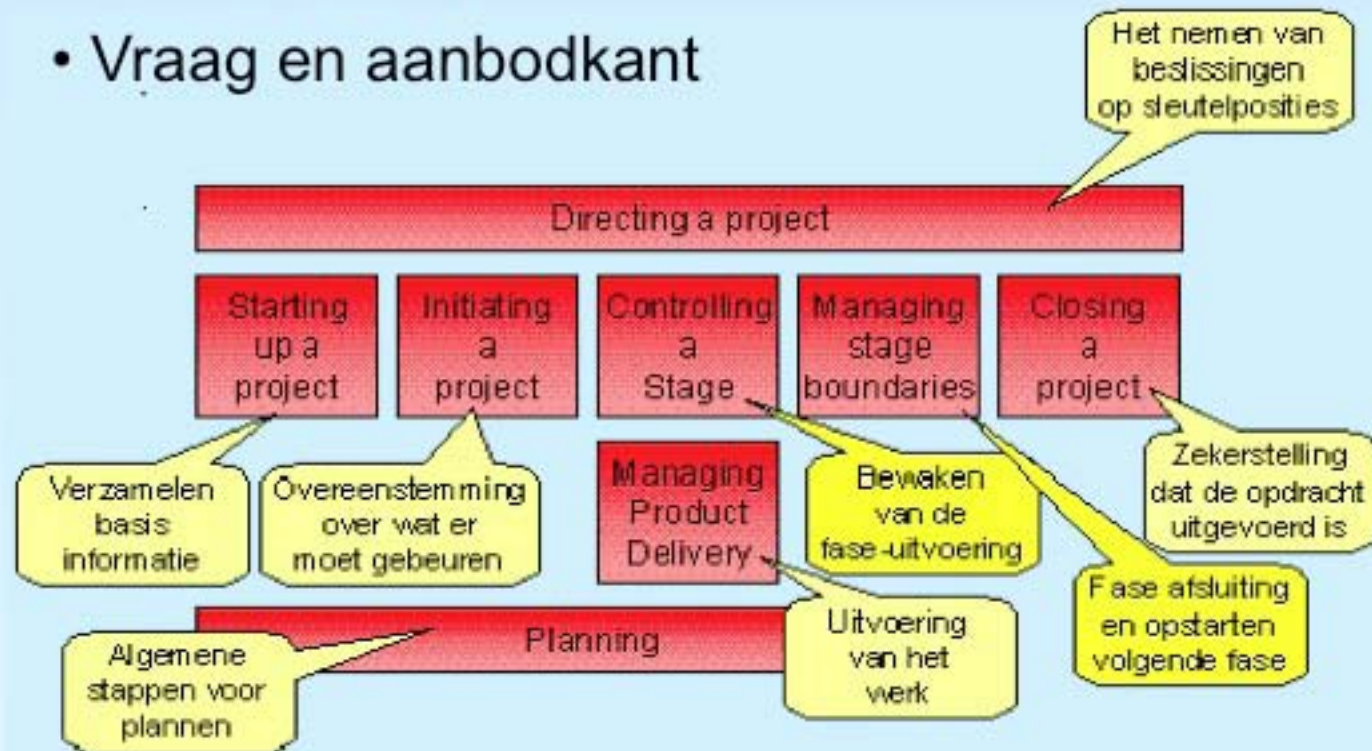 • Vraag en aanbodkant
Het nemen van
beslissingen
op sleutelposities
Directing a project
Starting
up a
project
Initiating
a
project
Controlling
a
Stage
Managing
stage
boundaries
Closing
a
project
Verzamelen
basis
informatie
Overeenstemming
over wat er
moet gebeuren
Managing
Product
Delivery
Bewaken
van de
fase-uitvoering
Zekerstelling
dat de opdracht
uitgevoerd is
Fase afsluiting
en opstarten
volgende fase
Planning
Uitvoering
van het
werk
Algemene
stappen voor
plannen